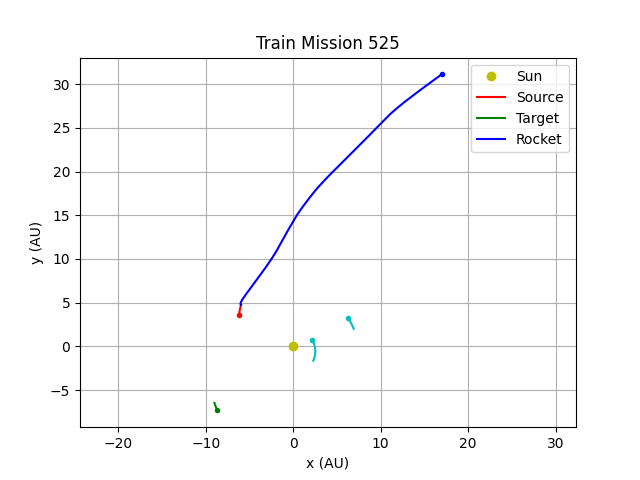 Train Mission 525
Sun
Source
Target
Rocket
30
25
20
15
10
5
0
−5
y (AU)
−20
−10
0
10
20
30
x (AU)